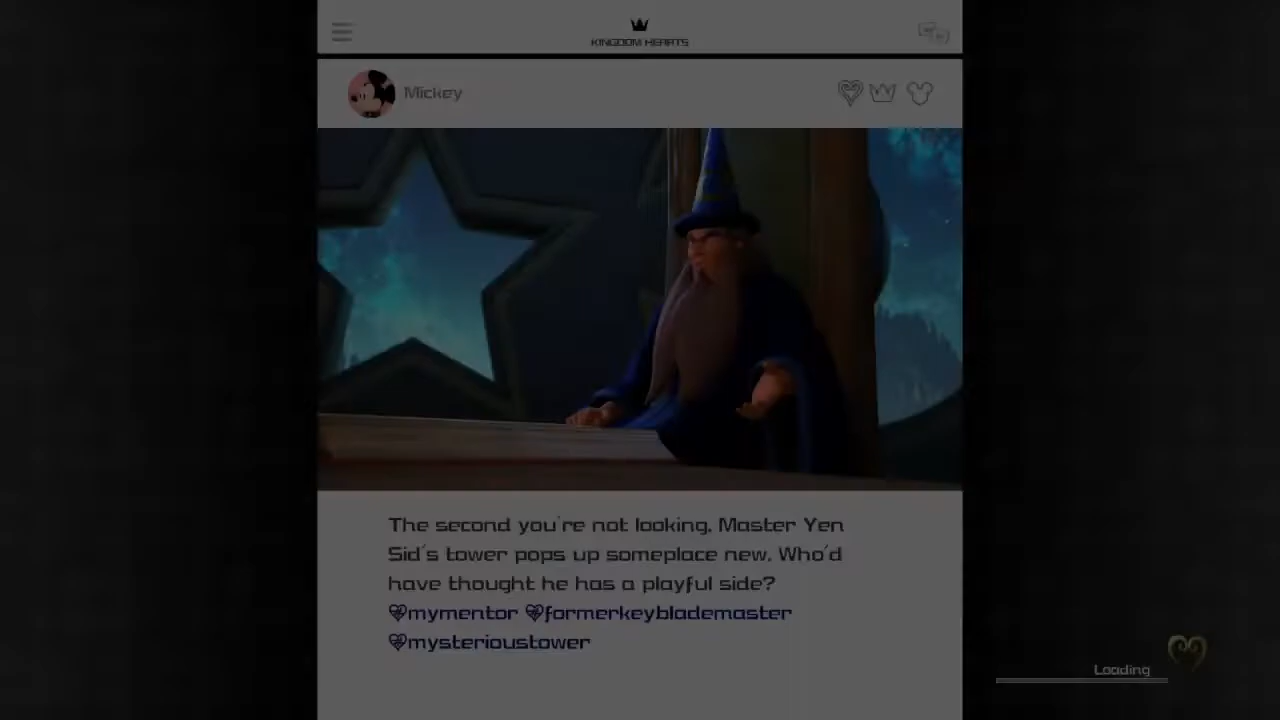 KINGDOM HEARTS
Mickey
The second you're not looking, Master Yen
Sid's tower pops up someplace new. Who'd
have thought he has a playful side?
mymentor formerkeyblademaster
mysterioustower
Loading